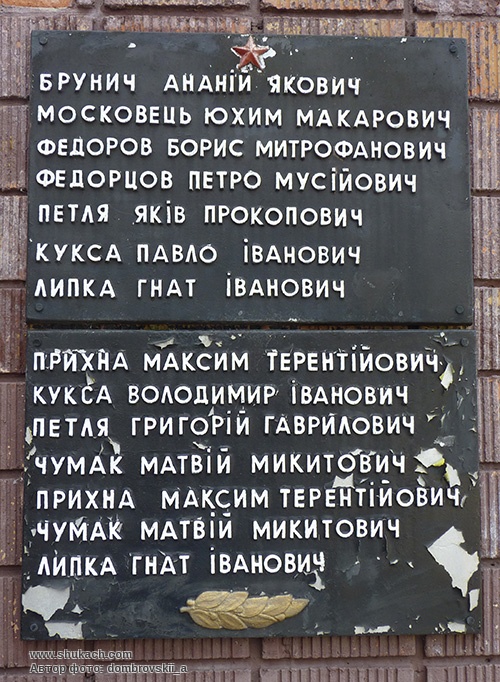 БРУНИЧ АНАНІЙ ЯКОВИЧ
МОСКОВЕЦЬ ЮХИМ МАКАРОВИЧ
ФЕДОРОВ БОРИС МИТРОФАНОВИЧ
ФЕДОРЦОВ ПЕТРО МУСІЙОВИЧ
ПЕТЛЯ ЯКІВ ПРОКОПОВИЧ
КУКСА ПАВЛО ІВАНОВИЧ
ЛИПКА ГНАТ ІВАНОВИЧ
ПРИХНА МАКСИМ ТЕРЕНТІЙОВИЧ
КУКСА ВОЛОДИМИР ІВАНОВИЧ
ПЕТЛЯ ГРИГОРІЙ ГАВРИЛОВИЧ
ЧУМАК МАТВІЙ МИКИТОВИЧ
ПРИХНА МАКСИМ ТЕРЕНТІЙОВИЧ
ЧУМАК МАТВІЙ МИКИТОВИЧ
ЛИПКА ГНАТ ІВАНОВИЧ
www.shukach.com
Автор фото: dombrovskii_a